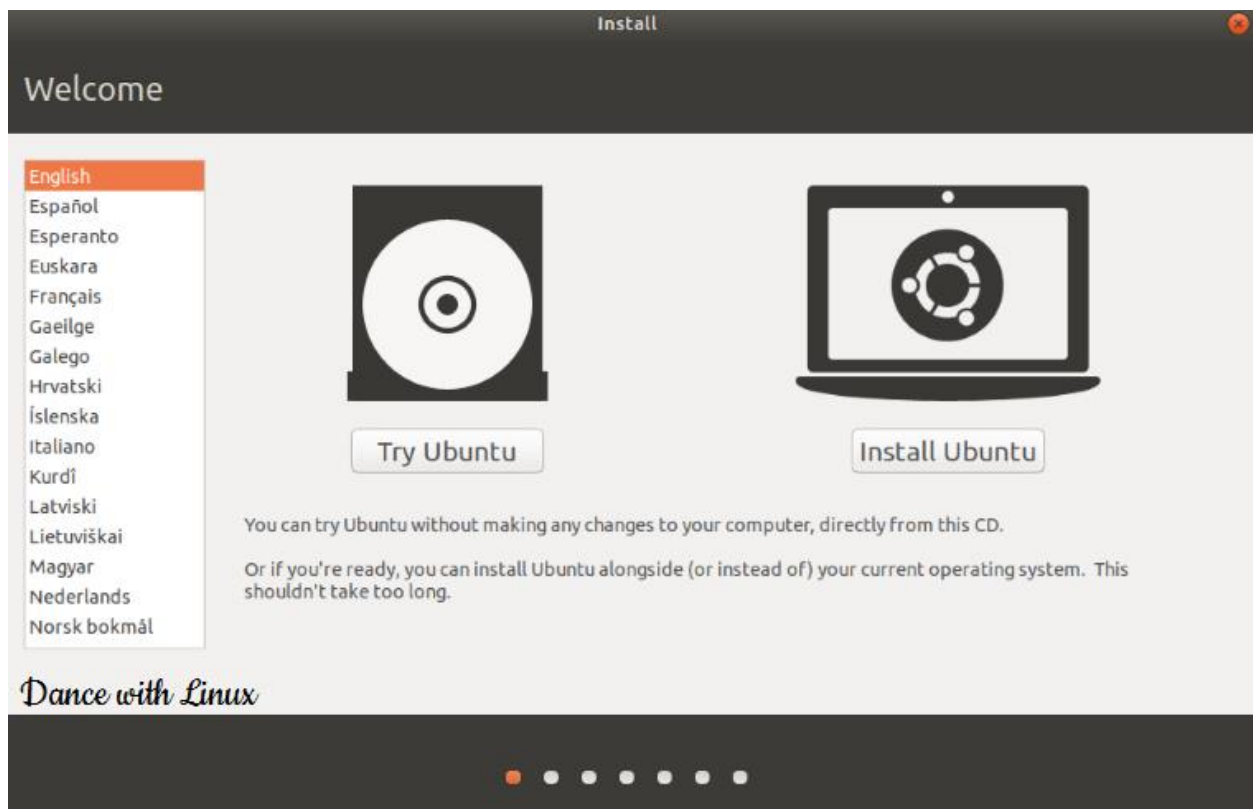 Install
Welcome
English
Español
Esperanto
Euskara
Français
Gaeilge
Galego
Hrvatski
Íslenska
Italiano
Kurdî
Latviski
Lietuviškai
Magyar
Nederlands
Norsk bokmål
Try Ubuntu
Install Ubuntu
You can try Ubuntu without making any changes to your computer, directly from this CD.
Or if you're ready, you can install Ubuntu alongside (or instead of) your current operating system. This
shouldn't take too long.
Dance with Linux